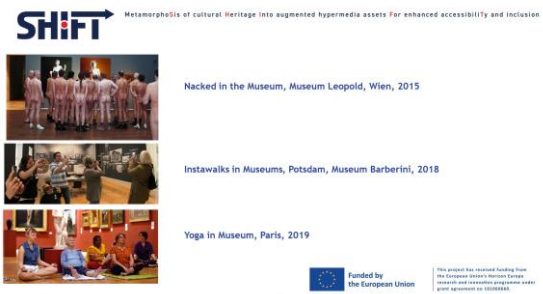 SHIFT
MetamorphoSis of cultural Heritage Into augmented hypermedia assets For enhanced accessibiliTy and inclusion
Nacked in the Museum, Museum Leopold, Wien, 2015
Instawalks in Museums, Potsdam, Museum Barberini, 2018
Yoga in Museum, Paris, 2019
Funded by
the European Union
This project has received funding from
the European Union's Horizon Europe
research and innovation programme under
grant agreement no